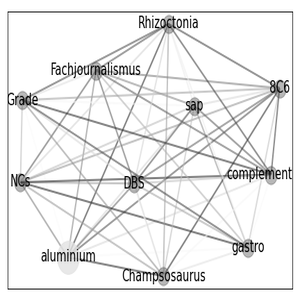 Rhizoctonia
Fachjournalismus
8C6
Grade
sap
NCs
DBS
complement
gastro
aluminium
Champsosaurus